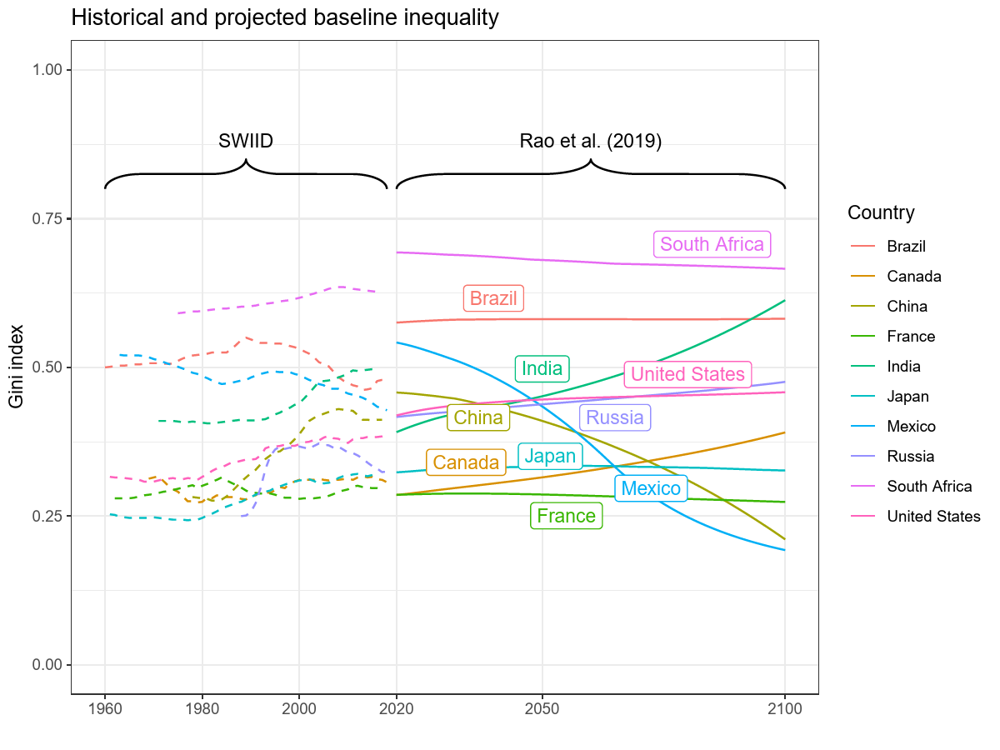 Historical and projected baseline inequality
1.00
0.75
0.50
0.25
0.00
Gini index
SWIID
Rao et al. (2019)
South Africa
Brazil
India
United States
China
Russia
Canada
Japan
Mexico
France
1960
1980
2000
2020
2050
2100
Country
Brazil
Canada
China
France
India
Japan
Mexico
Russia
South Africa
United States